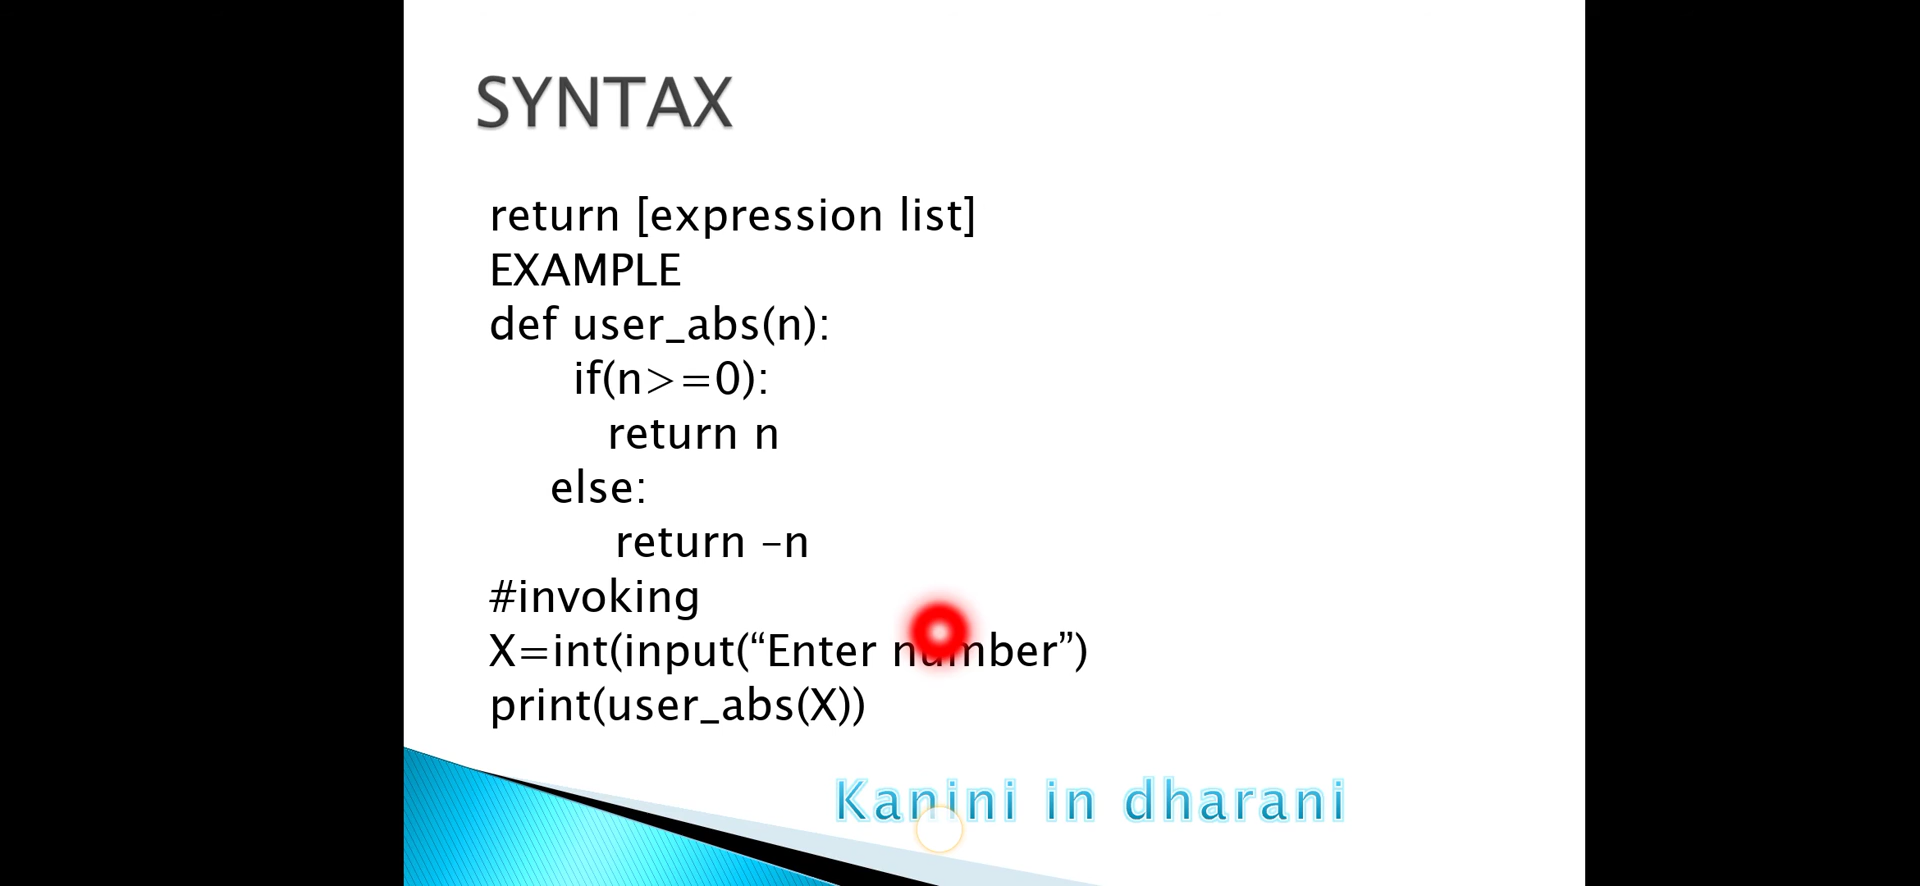 SYNTAX
return [expression list]
EXAMPLE
def user_abs(n):
if(n>=0):
return n
else:
return –n
#invoking
X=int(input(“Enter number”)
print(user_abs(X))
Kanini in dharani